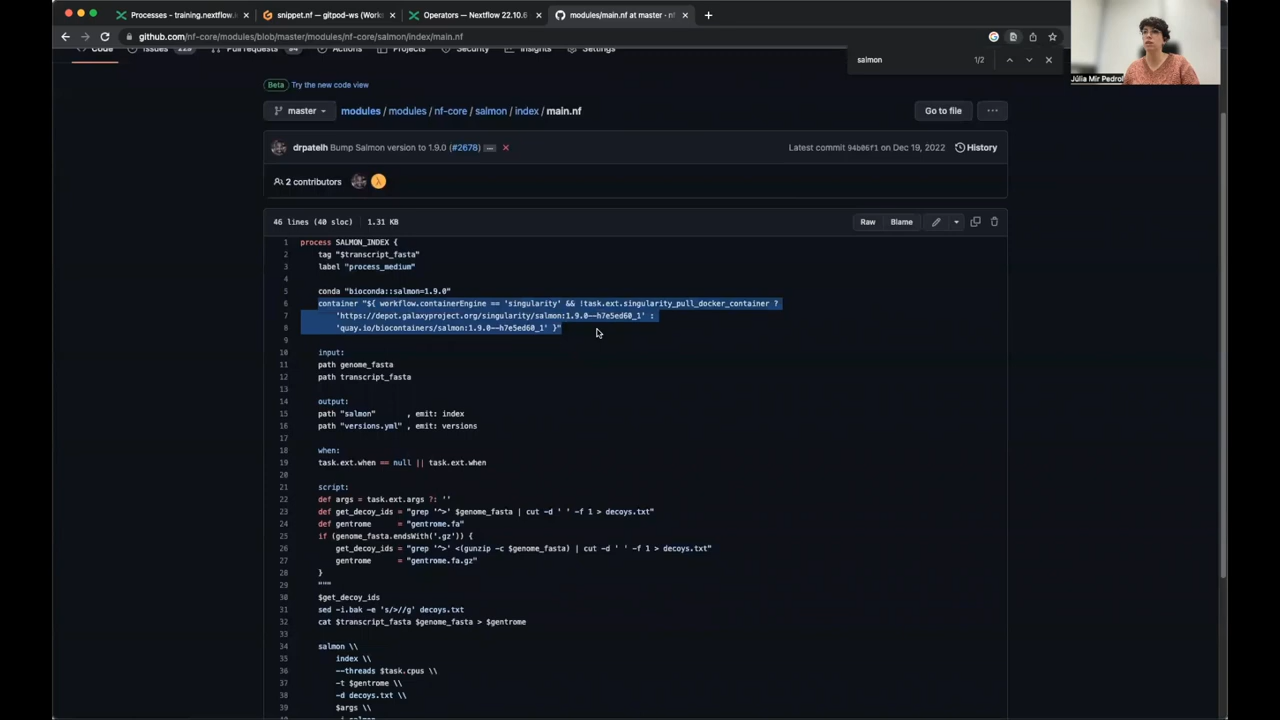 Processes - training.nextflow.
snippet.nf — gitpod-ws (Works
Operators — Nextflow 22.10.6
modules/main.nf at master · nf
github.com/nf-core/modules/blob/master/modules/nf-core/salmon/index/main.nf
Code
Issues
Pull requests
Actions
Projects
Security
Insights
Settings
salmon
1/2
Júlia Mir Pedrol
Beta Try the new code view
master
modules / modules / nf-core / salmon / index / main.nf
Go to file
drpatelh Bump Salmon version to 1.9.0 (#2678)
Latest commit 94b06f1 on Dec 19, 2022
History
2 contributors
46 lines (40 sloc) 1.31 KB
Raw
Blame
1 process SALMON_INDEX {
2 tag "$transcript_fasta"
3 label "process_medium"
4
5 conda "bioconda::salmon=1.9.0"
6 container "${ workflow.containerEngine == 'singularity' && !task.ext.singularity_pull_docker_container ?
7 'https://depot.galaxyproject.org/singularity/salmon:1.9.0--h7e5ed60_1' :
8 'quay.io/biocontainers/salmon:1.9.0--h7e5ed60_1' }"
9
10 input:
11 path genome_fasta
12 path transcript_fasta
13
14 output:
15 path "salmon" , emit: index
16 path "versions.yml" , emit: versions
17
18 when:
19 task.ext.when == null || task.ext.when
20
21 script:
22 def args = task.ext.args ?: ''
23 def get_decoy_ids = "grep '^>' $genome_fasta | cut -d ' ' -f 1 > decoys.txt"
24 def gentrome = "gentrome.fa"
25 if (genome_fasta.endsWith('.gz')) {
26 get_decoy_ids = "grep '^>' <(gunzip -c $genome_fasta) | cut -d ' ' -f 1 > decoys.txt"
27 gentrome = "gentrome.fa.gz"
28 }
29 """
30 $get_decoy_ids
31 sed -i.bak -e 's/>//g' decoys.txt
32 cat $transcript_fasta $genome_fasta > $gentrome
33
34 salmon \\
35 index \\
36 --threads $task.cpus \\
37 -t $gentrome \\
38 -d decoys.txt \\
39 $args \\